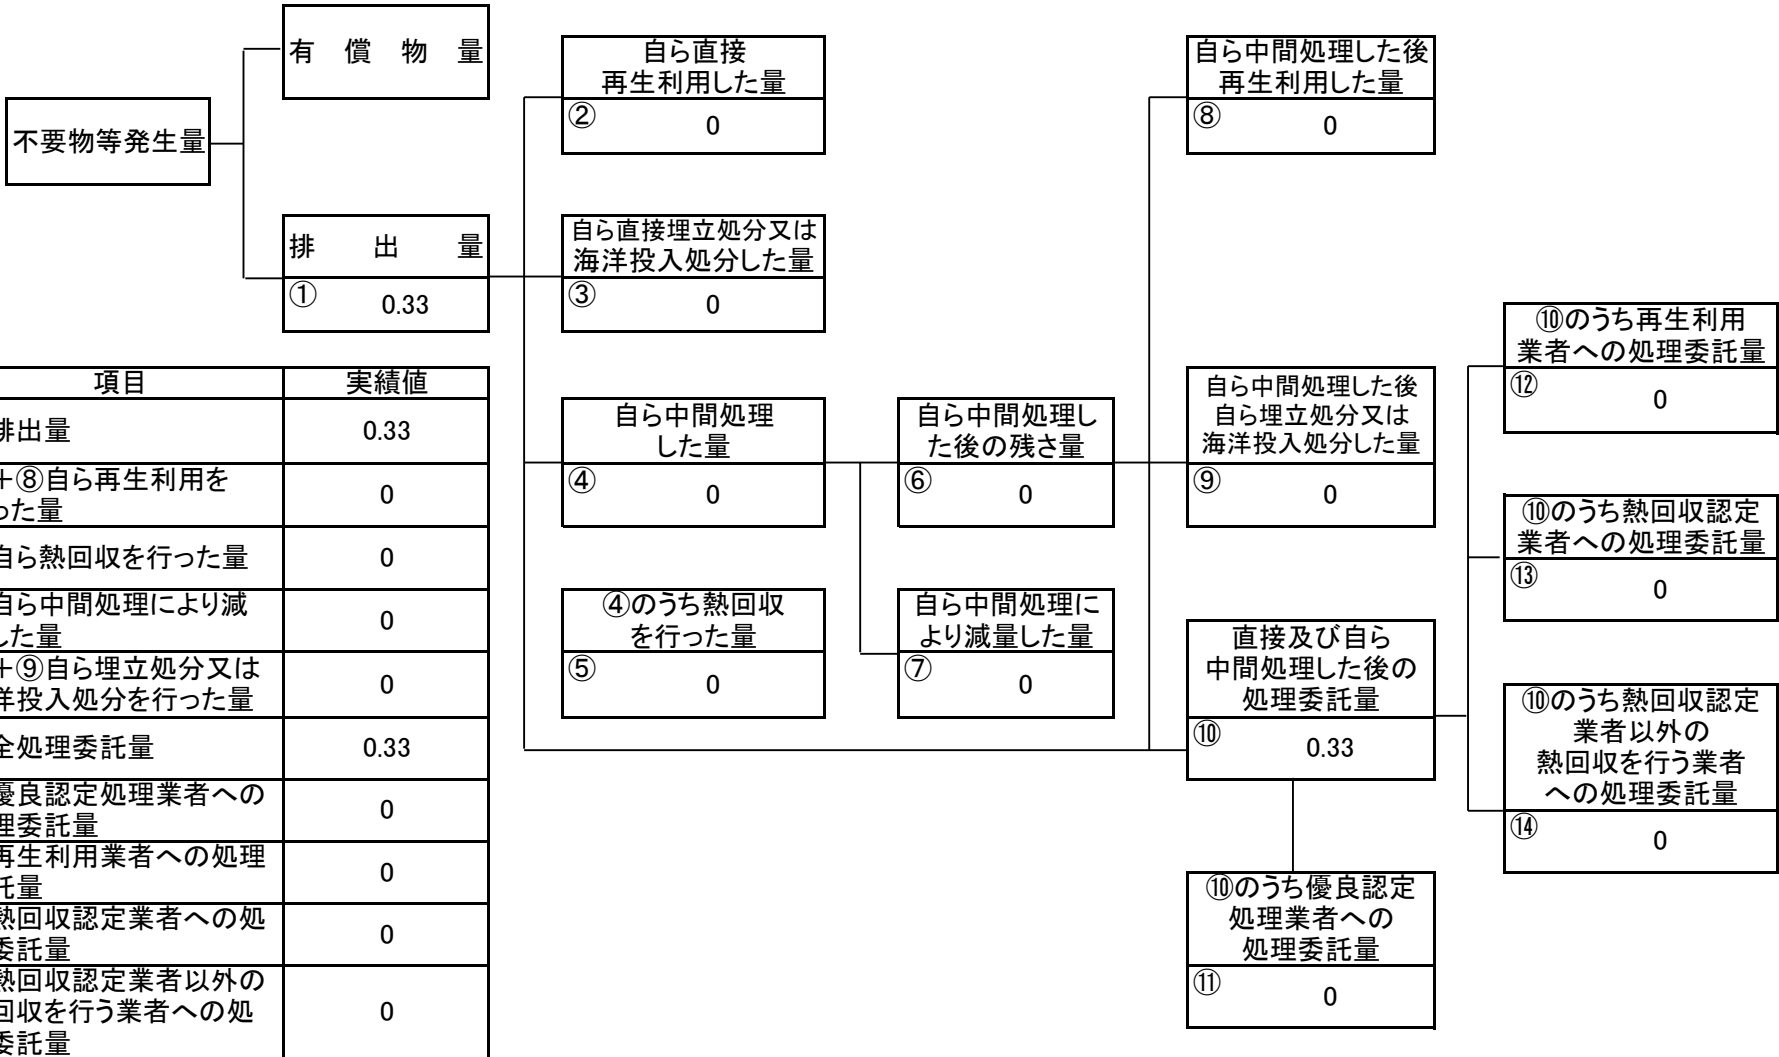 有償物量
不要物等発生量
排出量
① 0.33
自ら直接
再生利用した量
② 0
自ら直接埋立処分又は
海洋投入処分した量
③ 0
自ら中間処理
した量
④ 0
④のうち熱回収
を行った量
⑤ 0
自ら中間処理し
た後の残さ量
⑥ 0
自ら中間処理に
より減量した量
⑦ 0
自ら中間処理した後
再生利用した量
⑧ 0
自ら中間処理した後
自ら埋立処分又は
海洋投入処分した量
⑨ 0
直接及び自ら
中間処理した後の
処理委託量
⑩ 0.33
⑩のうち優良認定
処理業者への
処理委託量
⑪ 0
⑩のうち再生利用
業者への処理委託量
⑫ 0
⑩のうち熱回収認定
業者への処理委託量
⑬ 0
⑩のうち熱回収認定
業者以外の
熱回収を行う業者
への処理委託量
⑭ 0
項目 実績値
排出量 0.33
+⑧自ら再生利用を
った量 0
自ら熱回収を行った量 0
自ら中間処理により減
した量 0
+⑨自ら埋立処分又は
洋投入処分を行った量 0
全処理委託量 0.33
優良認定処理業者への
理委託量 0
再生利用業者への処理
託量 0
熱回収認定業者への処
委託量 0
熱回収認定業者以外の
回収を行う業者への処
委託量 0